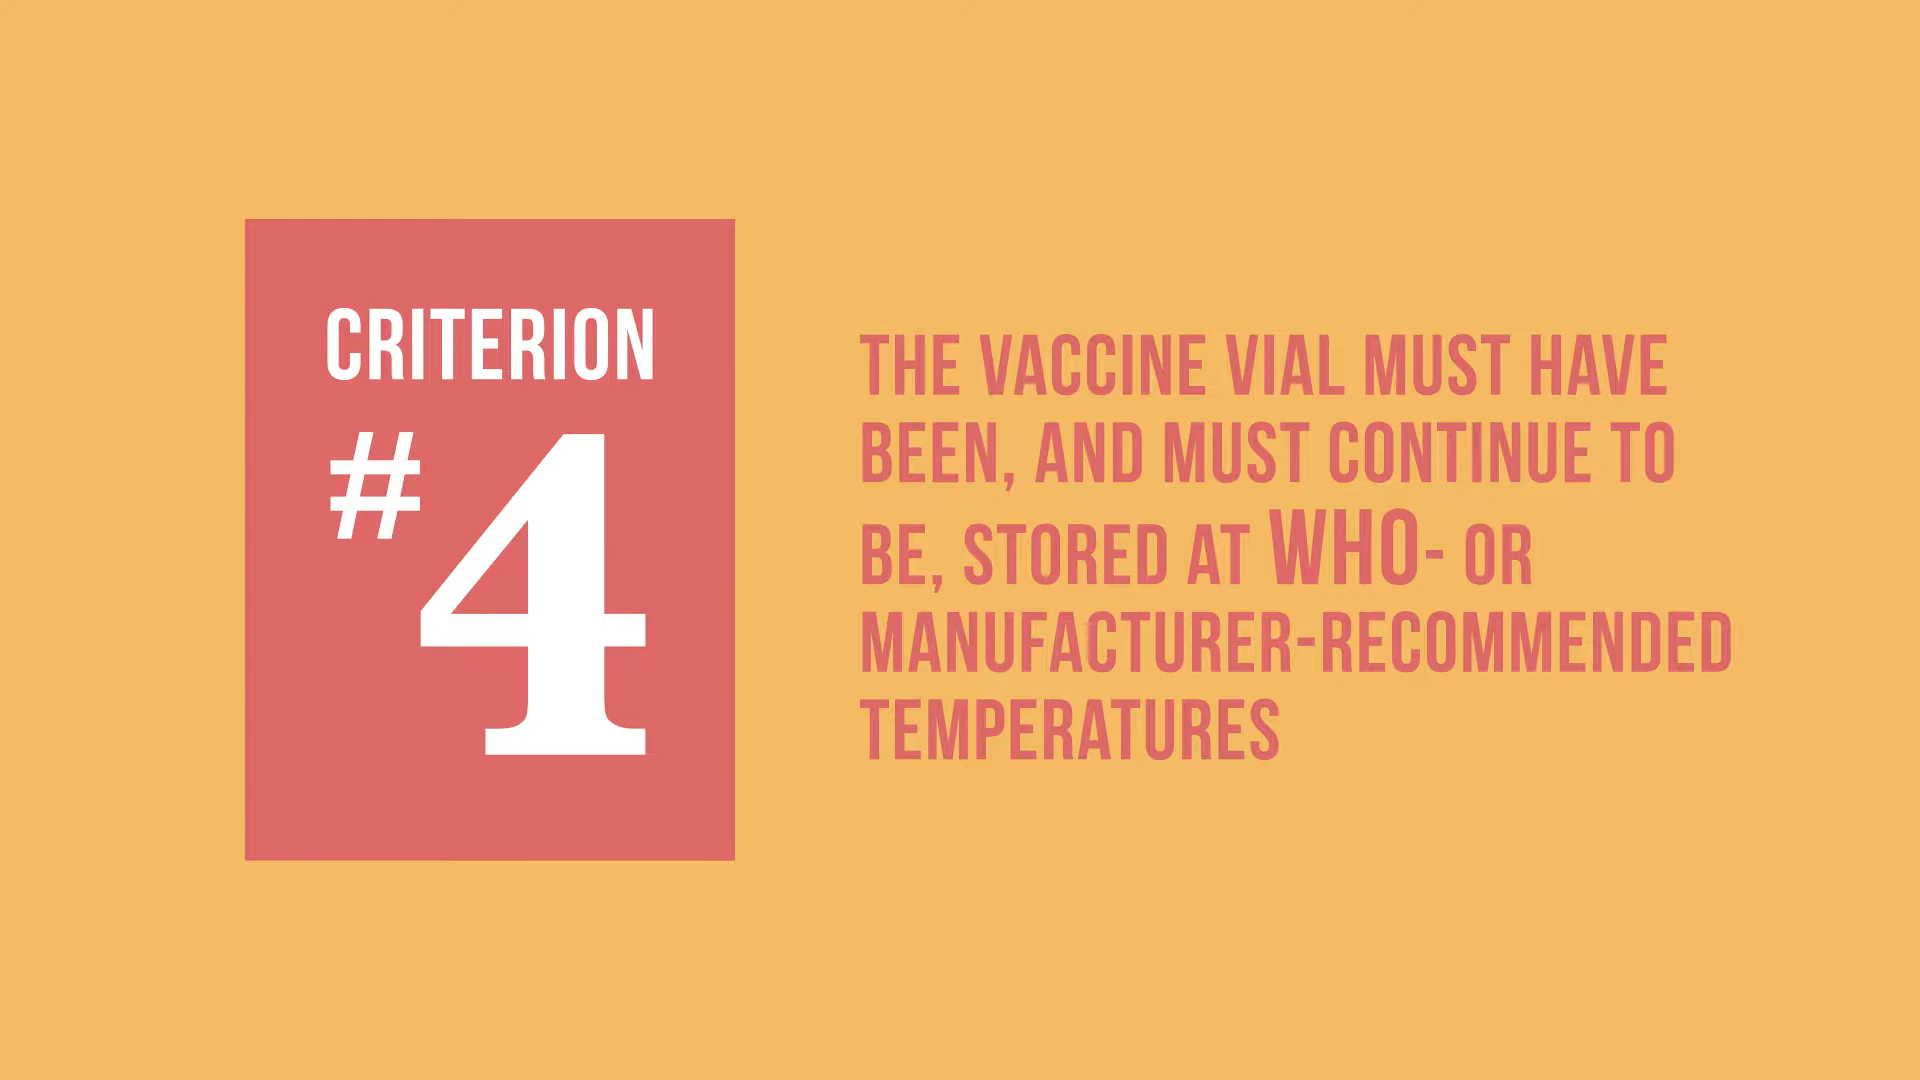 CRITERION
#4
THE VACCINE VIAL MUST HAVE
BEEN, AND MUST CONTINUE TO
BE, STORED AT WHO- OR
MANUFACTURER-RECOMMENDED
TEMPERATURES